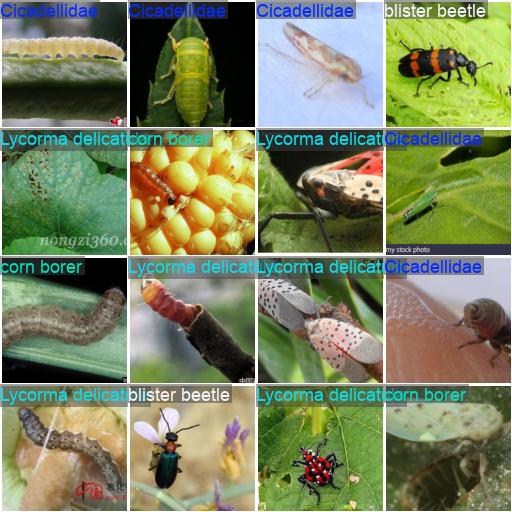 Cicadellidae
Cicadellidae
Cicadellidae
blister beetle
Lycorma delicat
corn borer
Lycorma delicat
Cicadellidae
nongzi360.c
my stock photo
corn borer
Lycorma delicat
Lycorma delicat
Cicadellidae
Lycorma delicat
blister beetle
Lycorma delicat
corn borer